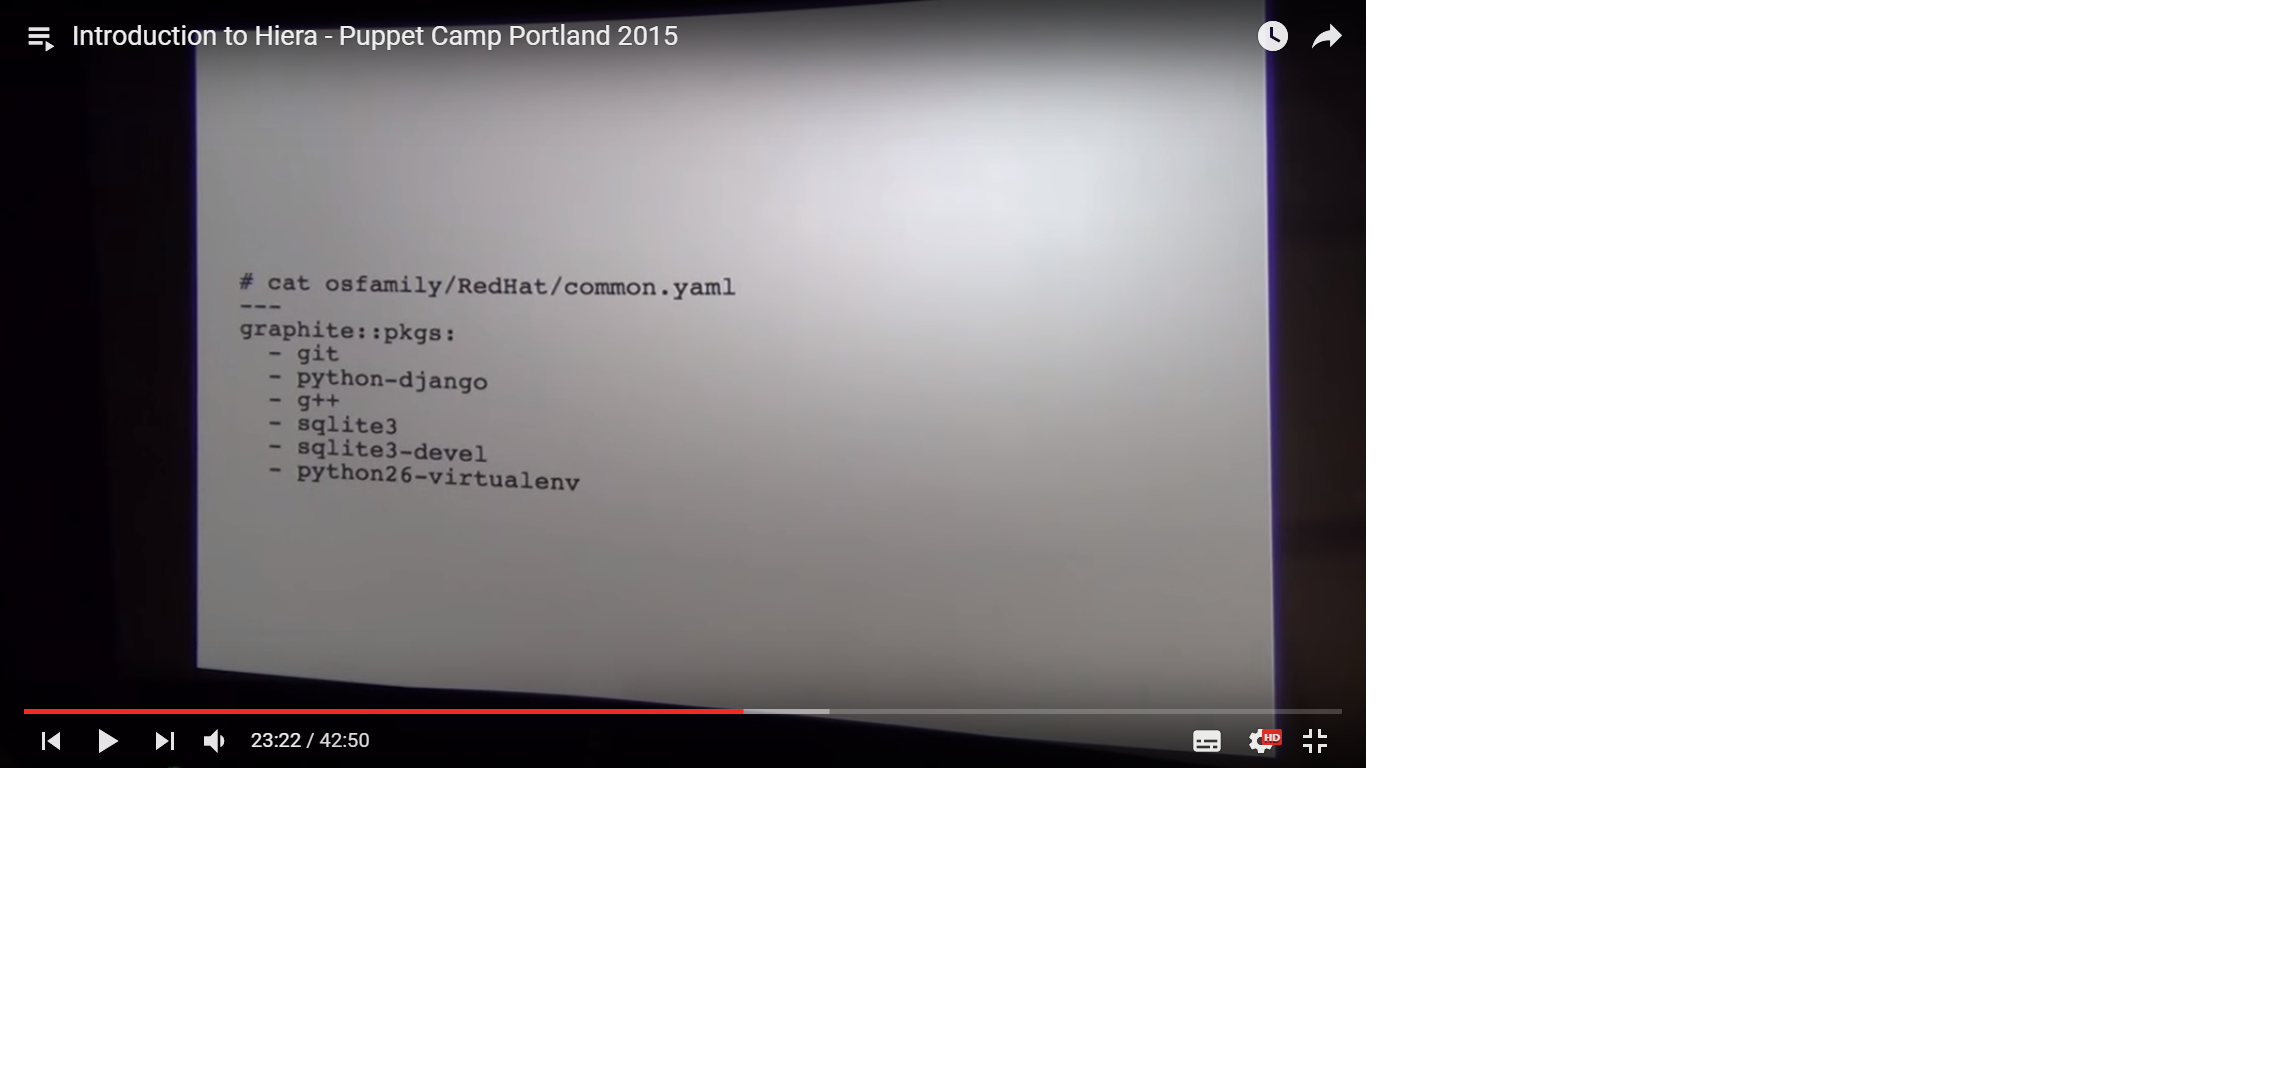 Introduction to Hiera - Puppet Camp Portland 2015
# cat osfamily/RedHat/common.yaml
---
graphite::pkgs:
  - git
  - python-django
  - g++
  - sqlite3
  - sqlite3-devel
  - python26-virtualenv
23:22 / 42:50
HD